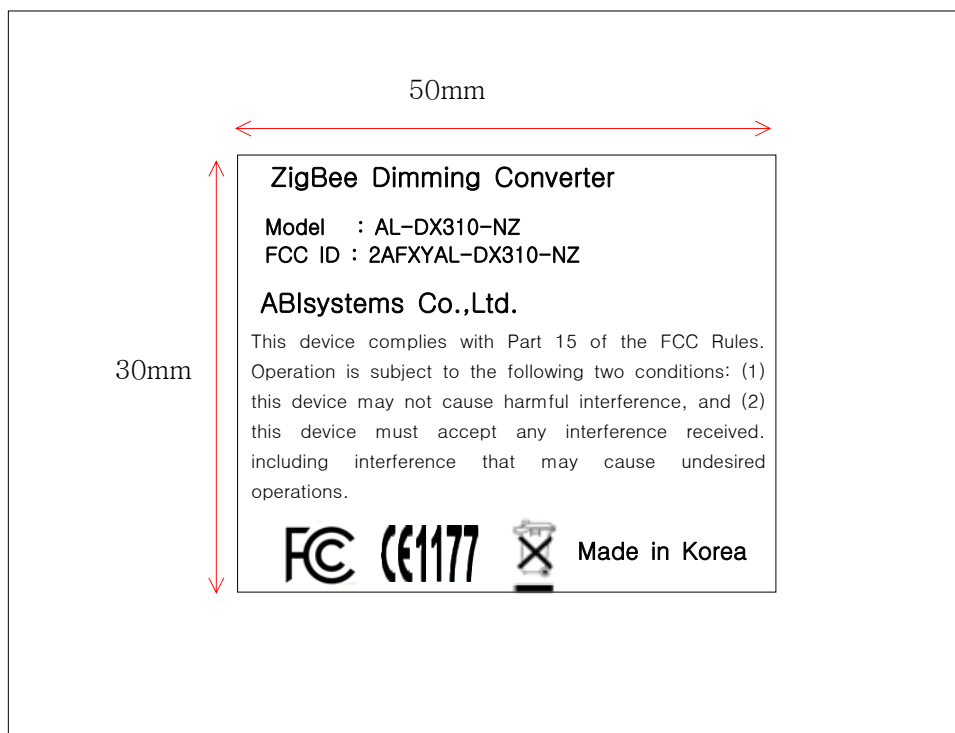 50mm
ZigBee Dimming Converter
Model : AL-DX310-NZ
FCC ID : 2AFXYAL-DX310-NZ
ABIsystems Co.,Ltd.
30mm
This device complies with Part 15 of the FCC Rules.
Operation is subject to the following two conditions: (1)
this device may not cause harmful interference, and (2)
this device must accept any interference received.
including interference that may cause undesired
operations.
FC CE1177 Made in Korea